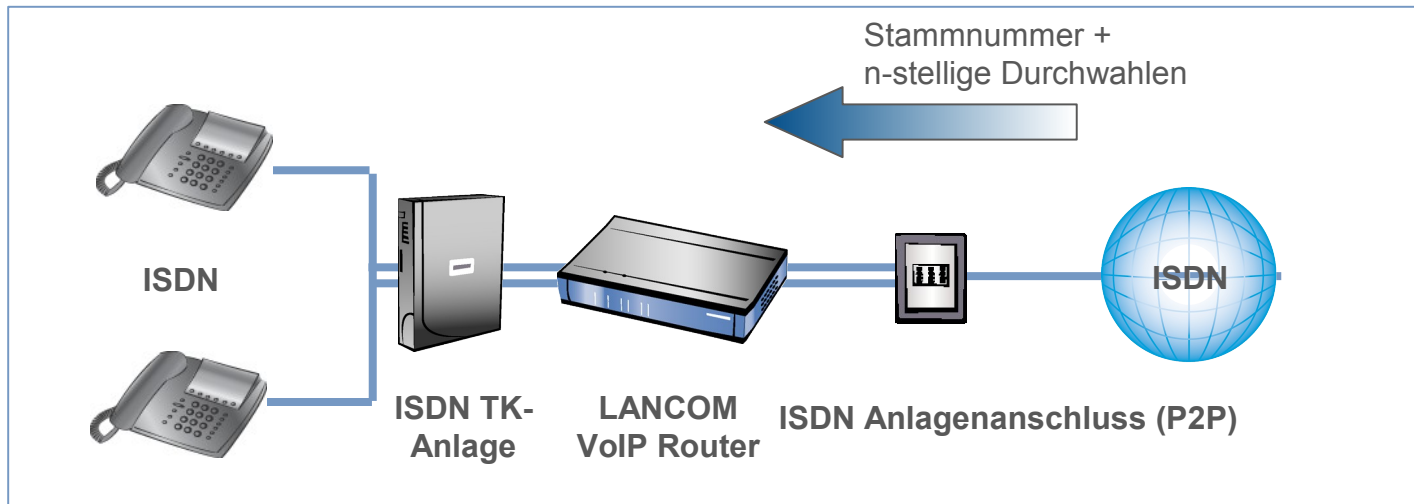 Stammnummer +
n-stellige Durchwahlen
ISDN
ISDN
ISDN TK-
Anlage
LANCOM
VoIP Router
ISDN Anlagenanschluss (P2P)